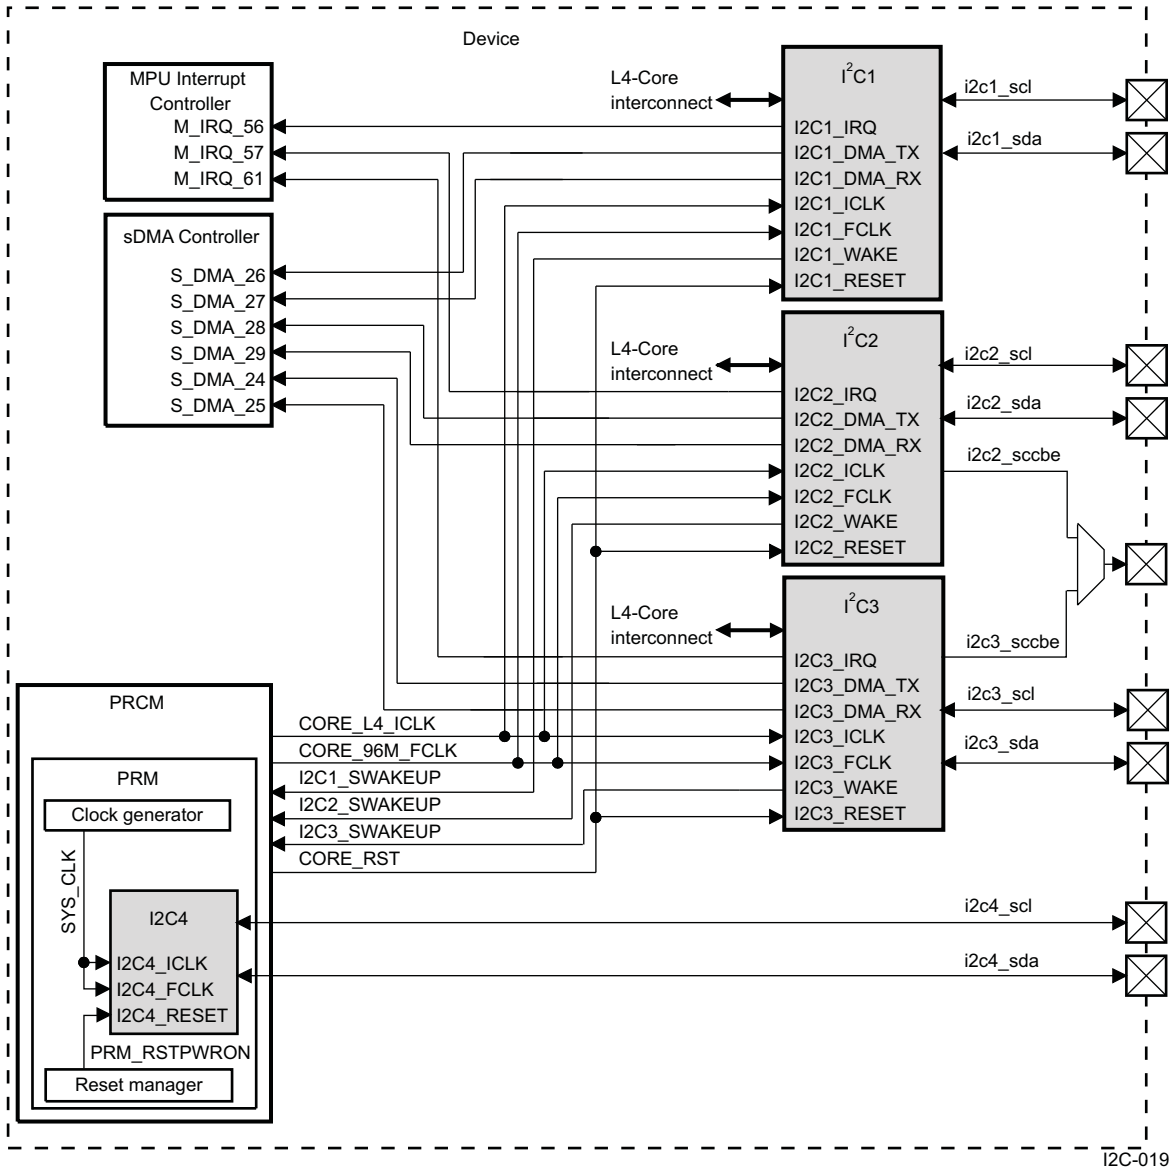 Device
MPU Interrupt
Controller
M_IRQ_56
M_IRQ_57
M_IRQ_61
sDMA Controller
S_DMA_26
S_DMA_27
S_DMA_28
S_DMA_29
S_DMA_24
S_DMA_25
L4-Core
interconnect
I2C1
I2C1_IRQ
I2C1_DMA_TX
I2C1_DMA_RX
I2C1_ICLK
I2C1_FCLK
I2C1_WAKE
I2C1_RESET
i2c1_scl
i2c1_sda
L4-Core
interconnect
I2C2
I2C2_IRQ
I2C2_DMA_TX
I2C2_DMA_RX
I2C2_ICLK
I2C2_FCLK
I2C2_WAKE
I2C2_RESET
i2c2_scl
i2c2_sda
i2c2_sccbe
L4-Core
interconnect
I2C3
I2C3_IRQ
I2C3_DMA_TX
I2C3_DMA_RX
I2C3_ICLK
I2C3_FCLK
I2C3_WAKE
I2C3_RESET
i2c3_sccbe
i2c3_scl
i2c3_sda
PRCM
CORE_L4_ICLK
CORE_96M_FCLK
I2C1_SWAKEUP
I2C2_SWAKEUP
I2C3_SWAKEUP
CORE_RST
PRM
Clock generator
SYS_CLK
I2C4
I2C4_ICLK
I2C4_FCLK
I2C4_RESET
PRM_RSTPWRON
Reset manager
i2c4_scl
i2c4_sda
I2C-019